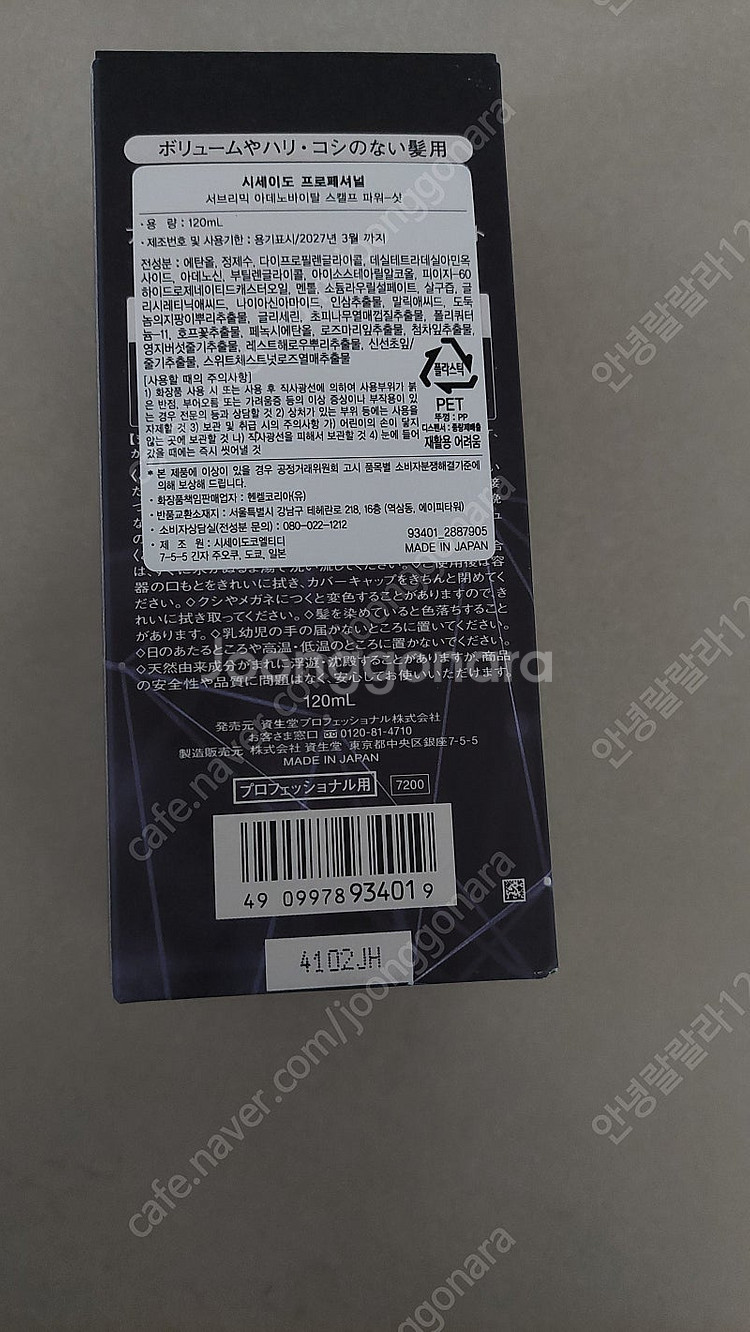 ボリュームやハリ・コシのない髪用
시세이도 프로페셔널
서브리믹 아데노바이탈 스캘프 파워-샷
· 용 량 : 120mL
· 제조번호 및 사용기한 : 용기표시/2027년 3월 까지
전성분 : 에탄올, 정제수, 다이프로필렌글라이콜, 데실테트라데실아민옥
사이드, 아데노신, 부틸렌글라이콜, 아이소스테아릴알코올, 피이지-60
하이드로제네이티드캐스터오일, 멘톨, 소듐라우릴설페이트, 살구즙, 글
리시레티닉애씨드, 나이아신아마이드, 인삼추출물, 말릭애씨드, 도둑
놈의지팡이뿌리추출물, 글리세린, 초피나무열매껍질추출물, 폴리쿼터
늄-11, 호프꽃추출물, 페녹시에탄올, 로즈마리잎추출물, 첨차잎추출물,
영지버섯줄기추출물, 레스트해로우뿌리추출물, 신선초잎/
줄기추출물, 스위트체스트넛로즈열매추출물
플라스틱
PET
뚜껑 : PP
디스펜서 : 종량제배출
재활용 어려움
[사용할 때의 주의사항]
1) 화장품 사용 시 또는 사용 후 직사광선에 의하여 사용부위가 붉
은 반점, 부어오름 또는 가려움증 등의 이상 증상이나 부작용이 있
는 경우 전문의 등과 상담할 것 2) 상처가 있는 부위 등에는 사용을
자제할 것 3) 보관 및 취급 시의 주의사항 가) 어린이의 손이 닿지
않는 곳에 보관할 것 나) 직사광선을 피해서 보관할 것 4) 눈에 들어
갔을 때에는 즉시 씻어낼 것
* 본 제품에 이상이 있을 경우 공정거래위원회 고시 품목별 소비자분쟁해결기준에
의해 보상해 드립니다.
· 화장품책임판매업자 : 헨켈코리아(유)
· 반품교환소재지 : 서울특별시 강남구 테헤란로 218, 16층 (역삼동, 에이피타워)
· 소비자상담실(전성분 문의) : 080-022-1212
· 제 조 원 : 시세이도코엘티디
7-5-5 긴자 주오쿠, 도쿄, 일본
93401_2887905
MADE IN JAPAN
器の口もとをきれいに拭き、カバーキャップをきちんと閉めてく
ださい。◇クシやメガネにつくと変色することがありますので、き
れいに拭き取ってください。◇髪を染めていると色落ちすること
があります。◇乳幼児の手の届かないところに置いてください。
◇日のあたるところや高温・低温のところに置かないでください。
◇天然由来成分がまれに浮遊・沈殿することがありますが、商品
の安全性や品質に問題はなく、安心してお使いいただけます。
120mL
発売元 資生堂プロフェッショナル株式会社
お客さま窓口 0120-81-4710
製造販売元 株式会社 資生堂 東京都中央区銀座7-5-5
MADE IN JAPAN
プロフェッショナル用 7200
4909978934019
4102JH
joonggonara
cafe.naver.com/joonggonara
안녕랄랄라12